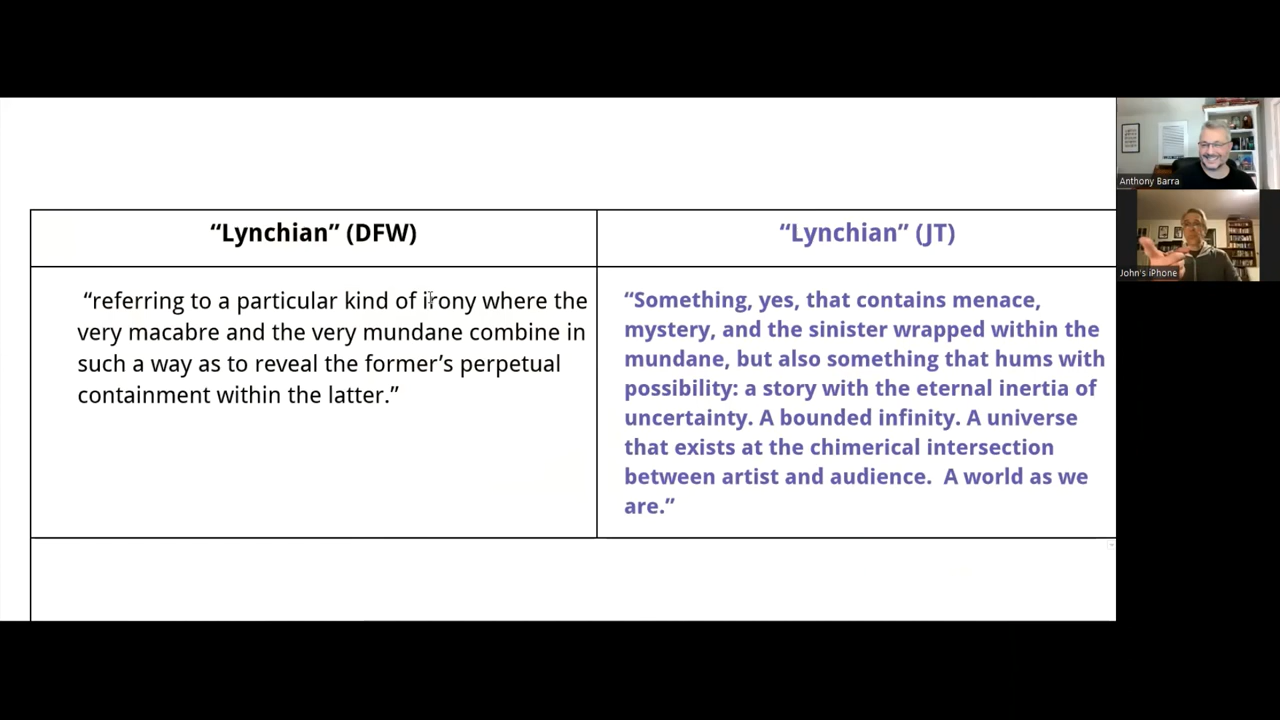 “Lynchian” (DFW)
“Lynchian” (JT)
“referring to a particular kind of irony where the
very macabre and the very mundane combine in
such a way as to reveal the former’s perpetual
containment within the latter.”
“Something, yes, that contains menace,
mystery, and the sinister wrapped within the
mundane, but also something that hums with
possibility: a story with the eternal inertia of
uncertainty. A bounded infinity. A universe
that exists at the chimerical intersection
between artist and audience.  A world as we
are.”
Anthony Barra
John's iPhone